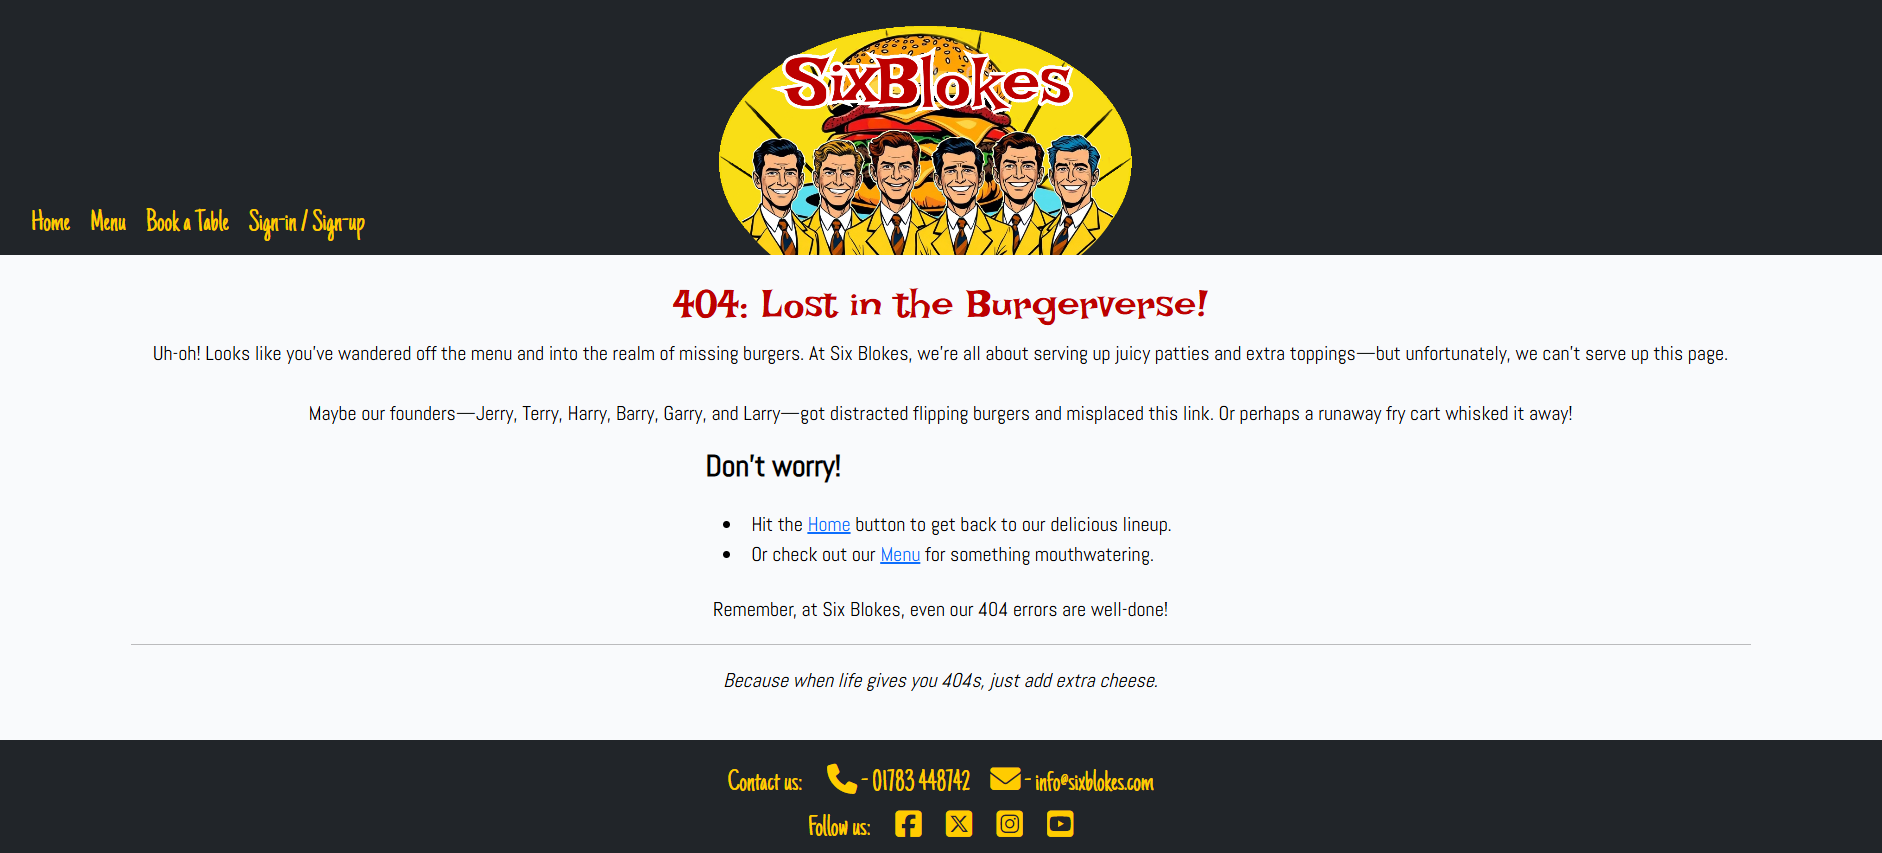 SixBlokes
Home Menu Book a Table Sign-in / Sign-up
404: Lost in the Burgerverse!
Uh-oh! Looks like you've wandered off the menu and into the realm of missing burgers. At Six Blokes, we're all about serving up juicy patties and extra toppings—but unfortunately, we can't serve up this page.
Maybe our founders—Jerry, Terry, Harry, Barry, Garry, and Larry—got distracted flipping burgers and misplaced this link. Or perhaps a runaway fry cart whisked it away!
Don't worry!
• Hit the Home button to get back to our delicious lineup.
• Or check out our Menu for something mouthwatering.
Remember, at Six Blokes, even our 404 errors are well-done!
Because when life gives you 404s, just add extra cheese.
Contact us: - 01783 448742 - info@sixblokes.com
Follow us: